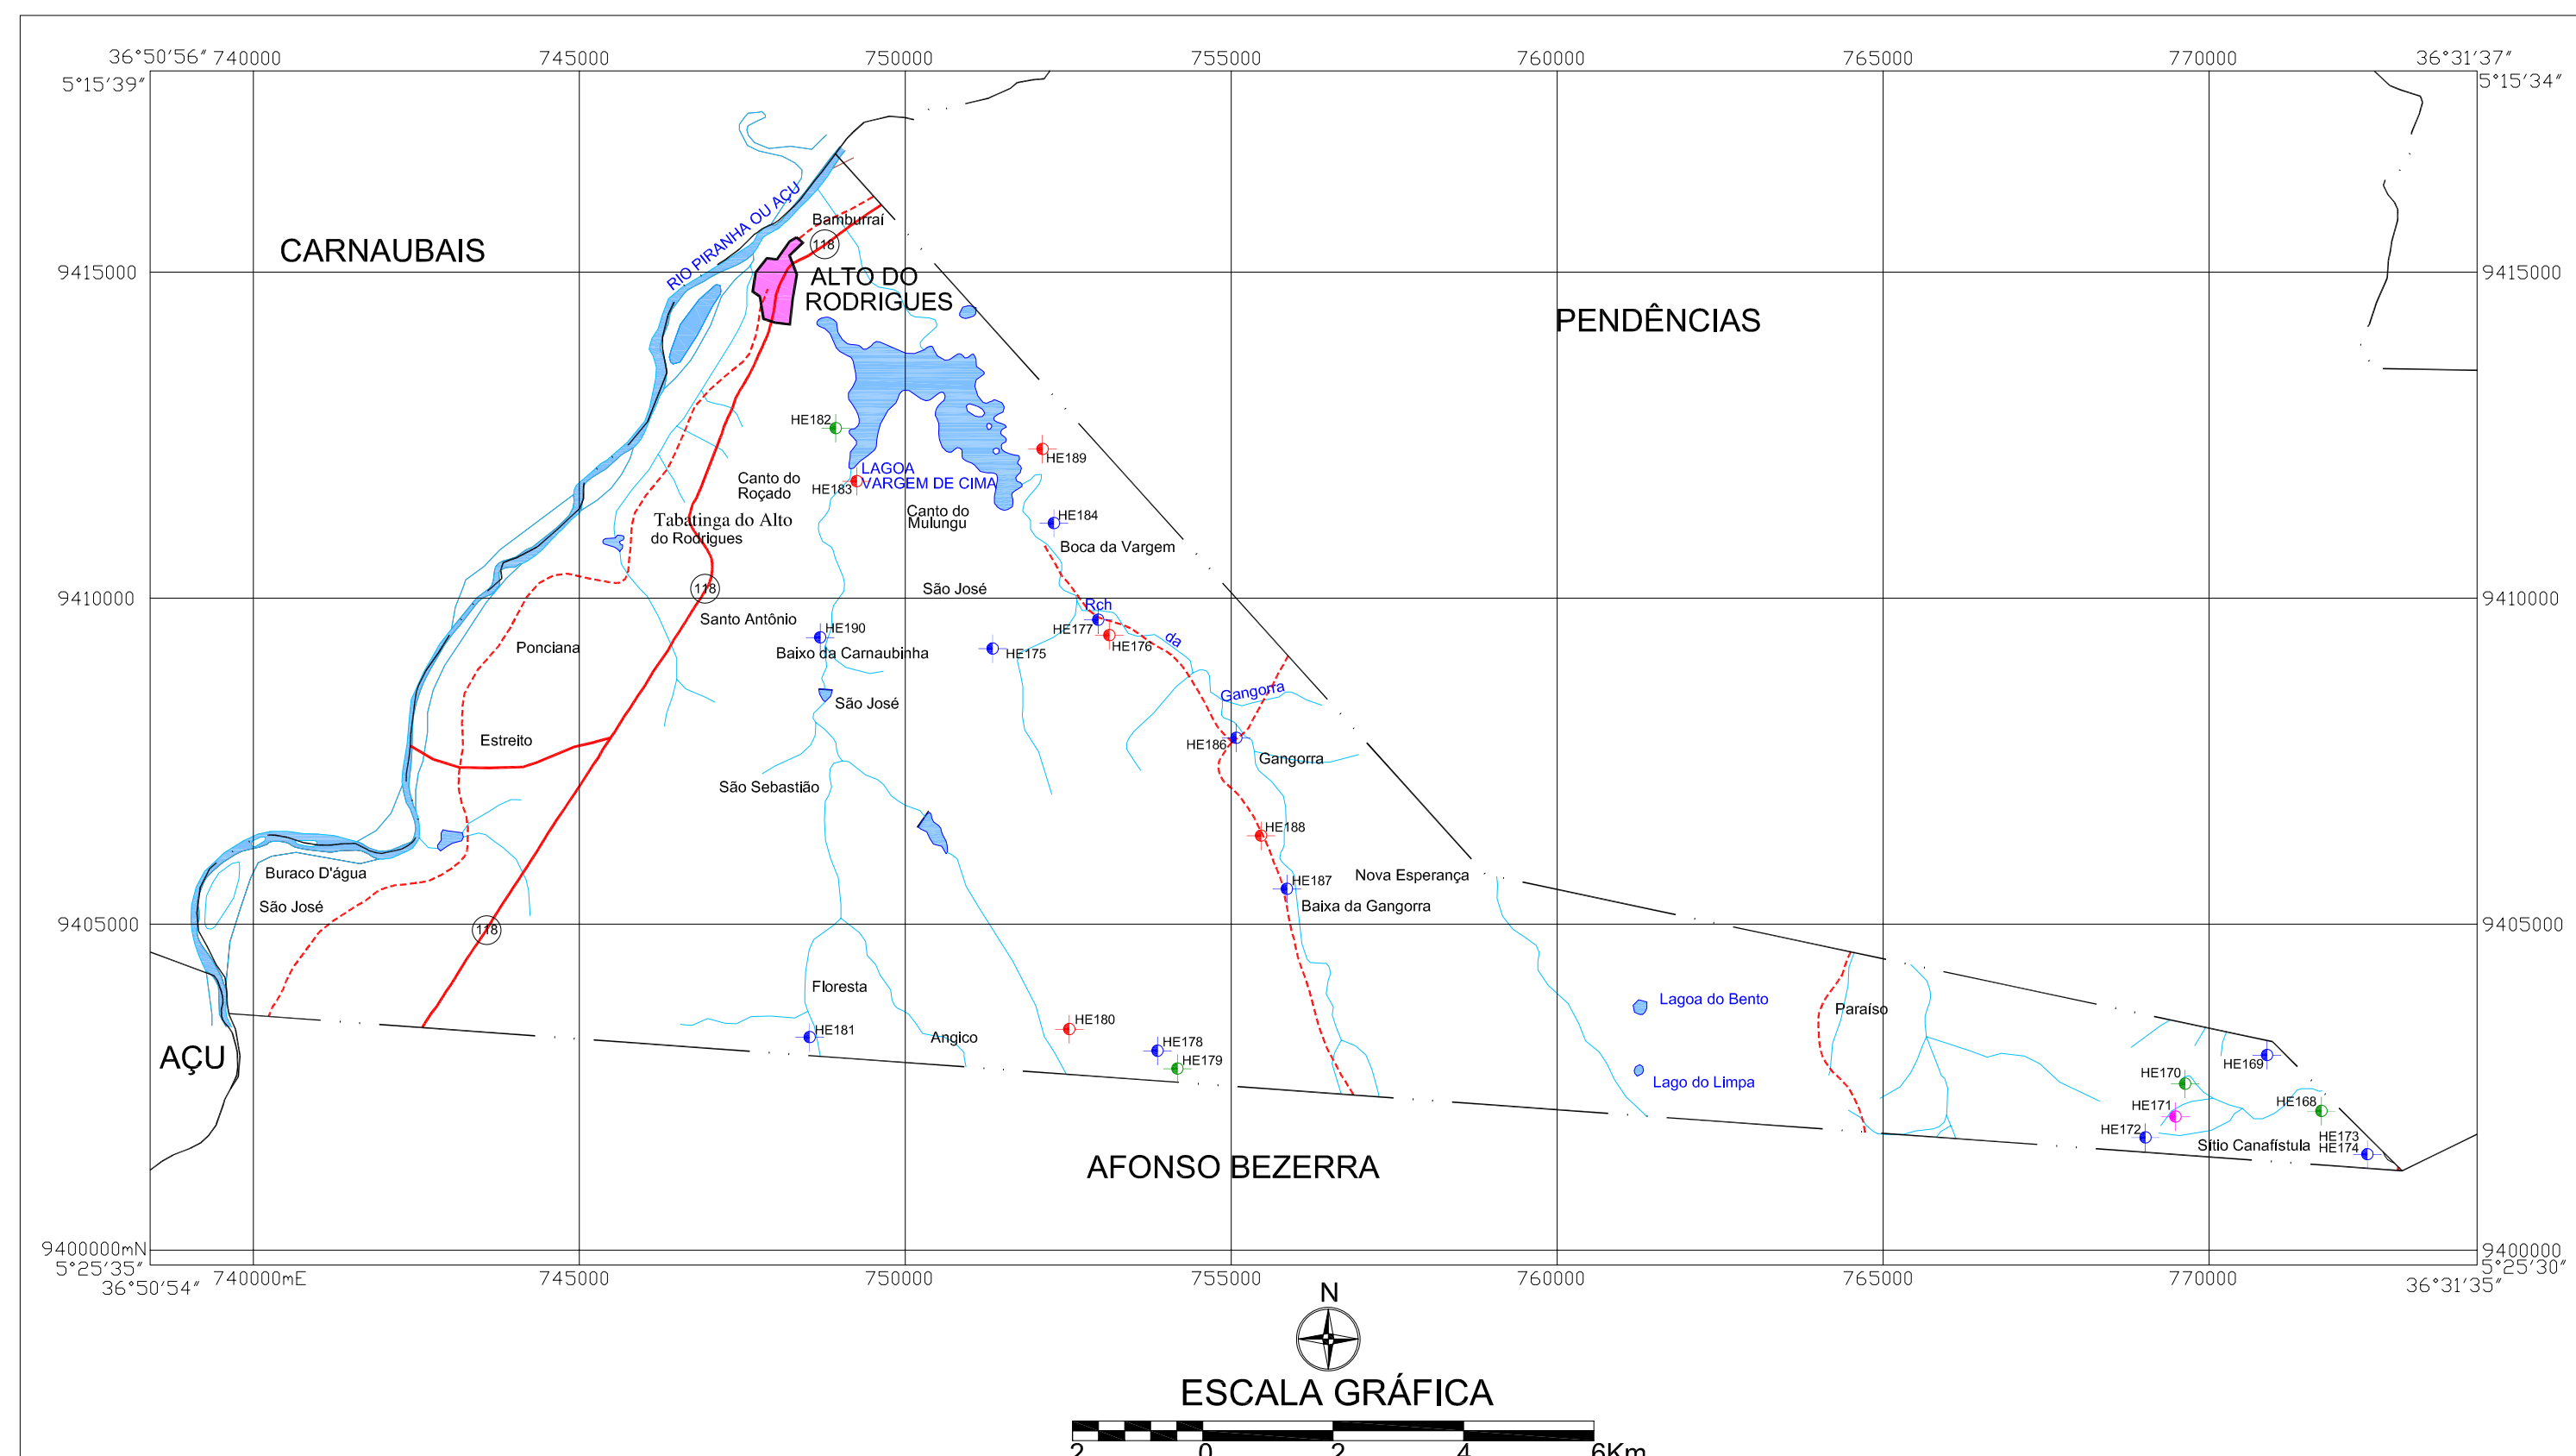 36°50'56" 740000 745000 750000 755000 760000 765000 770000 36°31'37"
5°15'39" 5°15'34"
RIO PIRANHA OU AÇU
Bamburraí
118
CARNAUBAIS
9415000 9415000
ALTO DO
RODRIGUES
PENDÊNCIAS
HE182
HE189
LAGOA
VARGEM DE CIMA
Canto do
Roçado
HE183
Canto do
Mulungu
HE184
Tabatinga do Alto
do Rodrigues
Boca da Vargem
118
São José
9410000 9410000
Rch
Santo Antônio
HE190
HE177
da
HE176
Ponciana
Baixo da Carnaubinha
HE175
Gangorra
São José
Estreito
HE186
Gangorra
São Sebastião
HE188
Buraco D'água
Nova Esperança
HE187
São José
Baixa da Gangorra
9405000 9405000
118
Floresta
Lagoa do Bento
Paraíso
HE180
HE181
Angico
HE178
HE179
AÇU
HE169
HE170
Lago do Limpa
HE171
HE168
HE172
HE173
Sítio Canafístula
HE174
AFONSO BEZERRA
9400000mN 9400000
5°25'35" 5°25'30"
36°50'54" 740000mE 745000 750000 755000 760000 765000 770000 36°31'35"
N
ESCALA GRÁFICA
2 0 2 4 6Km